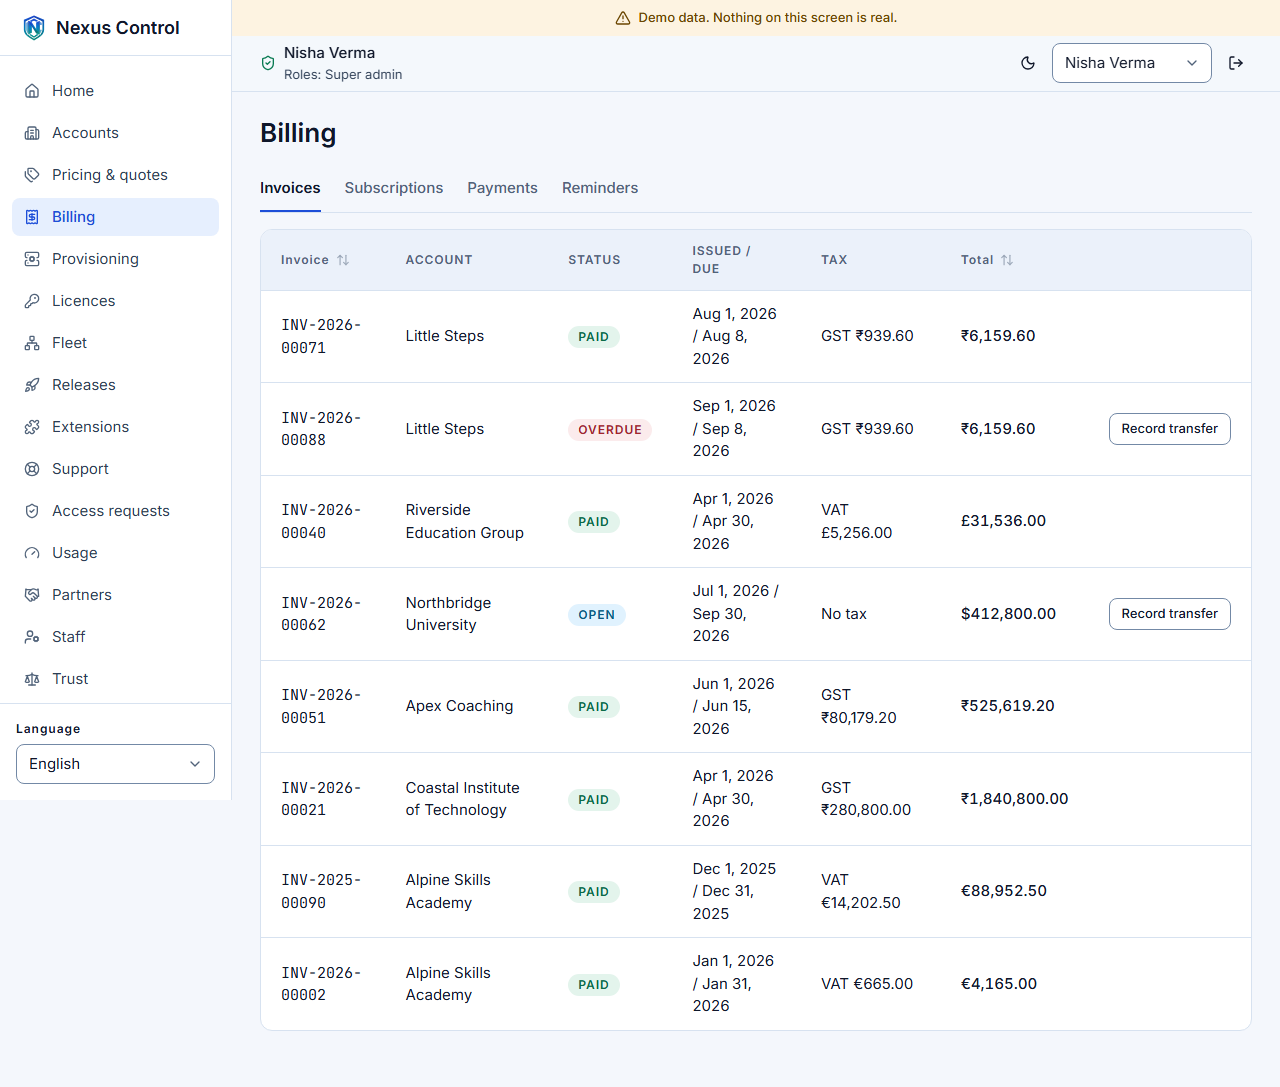 Nexus Control
Demo data. Nothing on this screen is real.
Nisha Verma
Roles: Super admin
Nisha Verma
Home
Accounts
Pricing & quotes
Billing
Provisioning
Licences
Fleet
Releases
Extensions
Support
Access requests
Usage
Partners
Staff
Trust
Language
English
Billing
Invoices Subscriptions Payments Reminders
Invoice ACCOUNT STATUS ISSUED / DUE TAX Total
INV-2026-00071 Little Steps PAID Aug 1, 2026 / Aug 8, 2026 GST ₹939.60 ₹6,159.60
INV-2026-00088 Little Steps OVERDUE Sep 1, 2026 / Sep 8, 2026 GST ₹939.60 ₹6,159.60 Record transfer
INV-2026-00040 Riverside Education Group PAID Apr 1, 2026 / Apr 30, 2026 VAT £5,256.00 £31,536.00
INV-2026-00062 Northbridge University OPEN Jul 1, 2026 / Sep 30, 2026 No tax $412,800.00 Record transfer
INV-2026-00051 Apex Coaching PAID Jun 1, 2026 / Jun 15, 2026 GST ₹80,179.20 ₹525,619.20
INV-2026-00021 Coastal Institute of Technology PAID Apr 1, 2026 / Apr 30, 2026 GST ₹280,800.00 ₹1,840,800.00
INV-2025-00090 Alpine Skills Academy PAID Dec 1, 2025 / Dec 31, 2025 VAT €14,202.50 €88,952.50
INV-2026-00002 Alpine Skills Academy PAID Jan 1, 2026 / Jan 31, 2026 VAT €665.00 €4,165.00